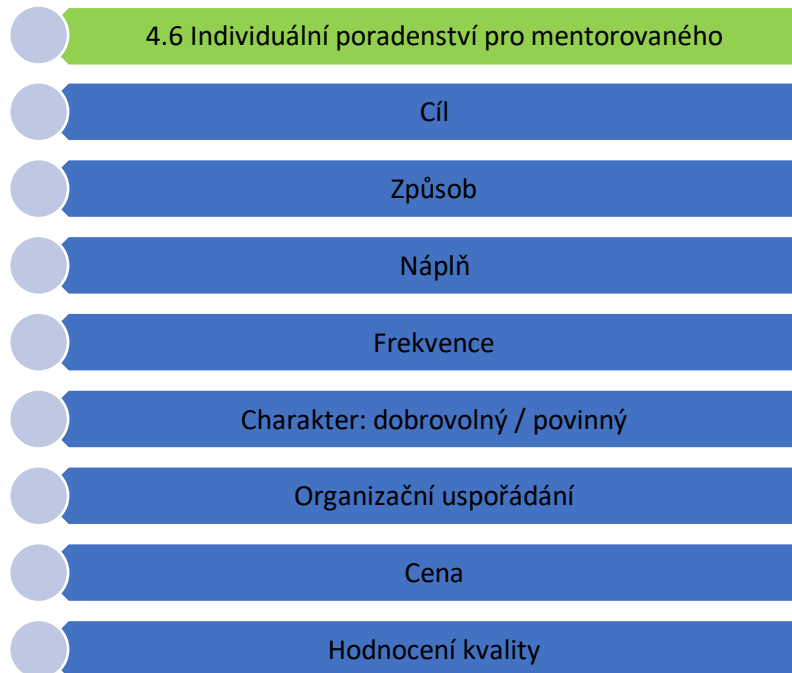 4.6 Individuální poradenství pro mentorovaného
Cíl
Způsob
Náplň
Frekvence
Charakter: dobrovolný / povinný
Organizační uspořádání
Cena
Hodnocení kvality